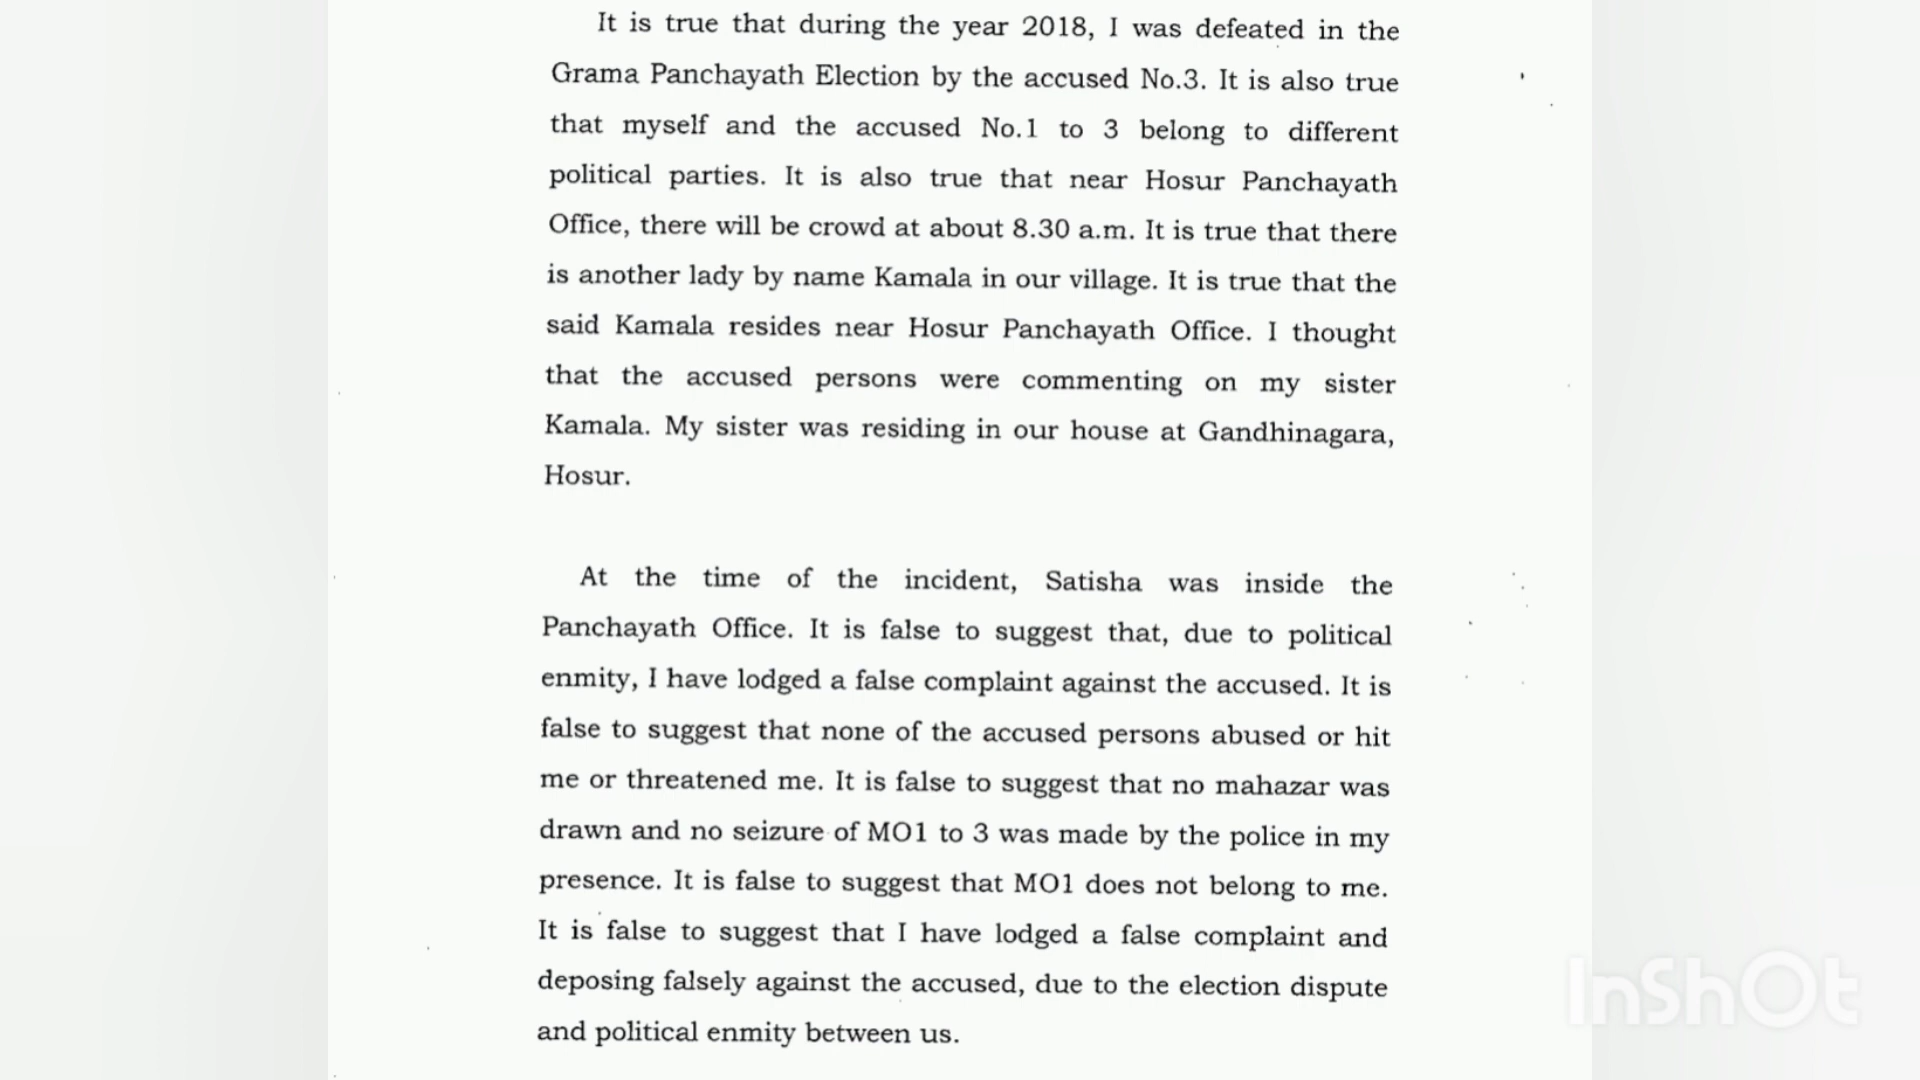 It is true that during the year 2018, I was defeated in the
Grama Panchayath Election by the accused No.3. It is also true
that myself and the accused No.1 to 3 belong to different
political parties. It is also true that near Hosur Panchayath
Office, there will be crowd at about 8.30 a.m. It is true that there
is another lady by name Kamala in our village. It is true that the
said Kamala resides near Hosur Panchayath Office. I thought
that the accused persons were commenting on my sister
Kamala. My sister was residing in our house at Gandhinagara,
Hosur.
At the time of the incident, Satisha was inside the
Panchayath Office. It is false to suggest that, due to political
enmity, I have lodged a false complaint against the accused. It is
false to suggest that none of the accused persons abused or hit
me or threatened me. It is false to suggest that no mahazar was
drawn and no seizure of MO1 to 3 was made by the police in my
presence. It is false to suggest that MO1 does not belong to me.
It is false to suggest that I have lodged a false complaint and
deposing falsely against the accused, due to the election dispute
and political enmity between us.
InShOt